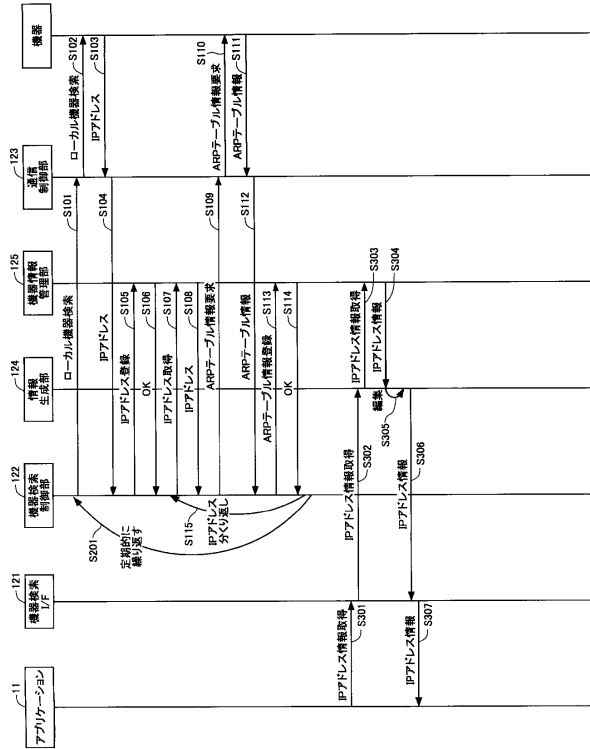 11
アプリケーション
121
機器検索
I/F
122
機器検索
制御部
124
情報
生成部
125
機器情報
管理部
123
通信
制御部
機器
ローカル機器検索
S101
ローカル機器検索
S102
IPアドレス
S103
IPアドレス
S104
IPアドレス登録
S105
OK
S106
IPアドレス取得
S107
IPアドレス
S108
ARPテーブル情報要求
S109
ARPテーブル情報要求
S110
ARPテーブル情報
S111
ARPテーブル情報
S112
ARPテーブル情報登録
S113
OK
S114
S115
IPアドレス
分くり返し
S201
定期的に
繰り返す
IPアドレス情報取得
S301
IPアドレス情報取得
S302
IPアドレス情報取得
S303
IPアドレス情報
S304
編集
S305
IPアドレス情報
S306
IPアドレス情報
S307